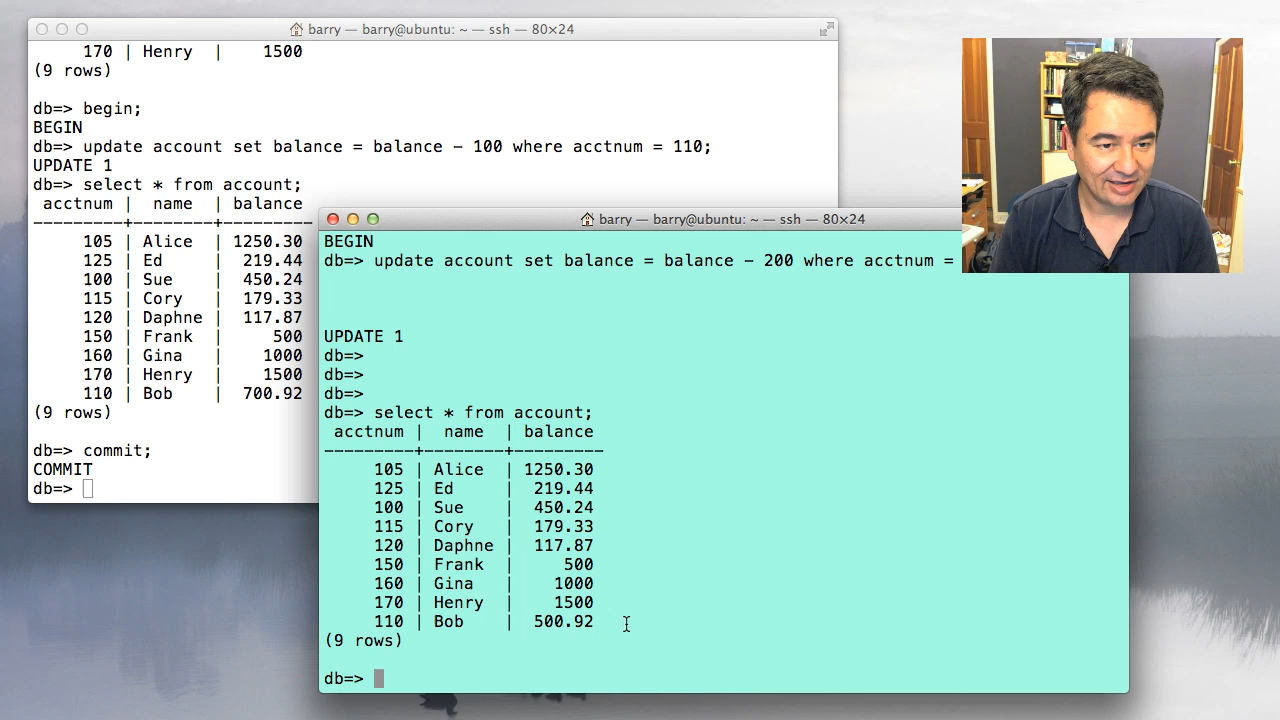 barry — barry@ubuntu: ~ — ssh — 80×24
170 | Henry | 1500
(9 rows)
db=> begin;
BEGIN
db=> update account set balance = balance - 100 where acctnum = 110;
UPDATE 1
db=> select * from account;
acctnum | name | balance
---------+--------+---------
105 | Alice | 1250.30
125 | Ed | 219.44
100 | Sue | 450.24
115 | Cory | 179.33
120 | Daphne | 117.87
150 | Frank | 500
160 | Gina | 1000
170 | Henry | 1500
110 | Bob | 700.92
(9 rows)
db=> commit;
COMMIT
db=>
barry — barry@ubuntu: ~ — ssh — 80×24
BEGIN
db=> update account set balance = balance - 200 where acctnum =
UPDATE 1
db=>
db=>
db=>
db=> select * from account;
acctnum | name | balance
---------+--------+---------
105 | Alice | 1250.30
125 | Ed | 219.44
100 | Sue | 450.24
115 | Cory | 179.33
120 | Daphne | 117.87
150 | Frank | 500
160 | Gina | 1000
170 | Henry | 1500
110 | Bob | 500.92
(9 rows)
db=>